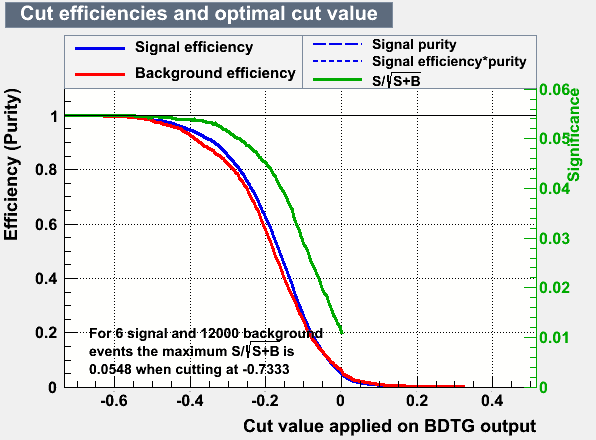 Cut efficiencies and optimal cut value
Signal efficiency
Background efficiency
Signal purity
Signal efficiency*purity
S/√S+B
Efficiency (Purity)
1
0.8
0.6
0.4
0.2
0
0.06
0.05
0.04
0.03
0.02
0.01
0
Significance
For 6 signal and 12000 background
events the maximum S/√S+B is
0.0548 when cutting at -0.7333
-0.6 -0.4 -0.2 0 0.2 0.4
Cut value applied on BDTG output